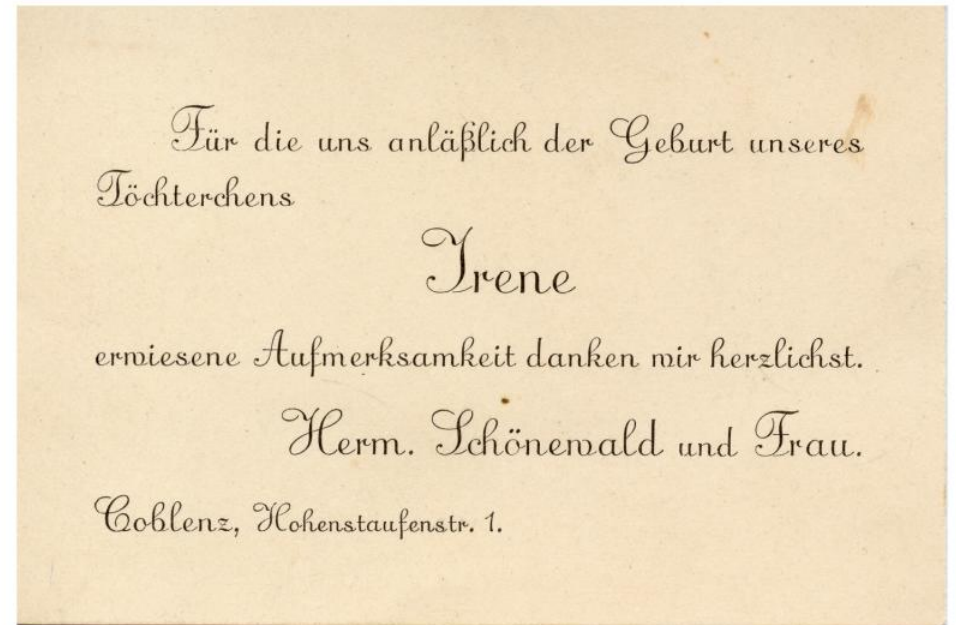 Für die uns anläßlich der Geburt unseres
Töchterchens
Irene
erwiesene Aufmerksamkeit danken wir herzlichst.
Herm. Schönewald und Frau.
Coblenz, Hohenstaufenstr. 1.